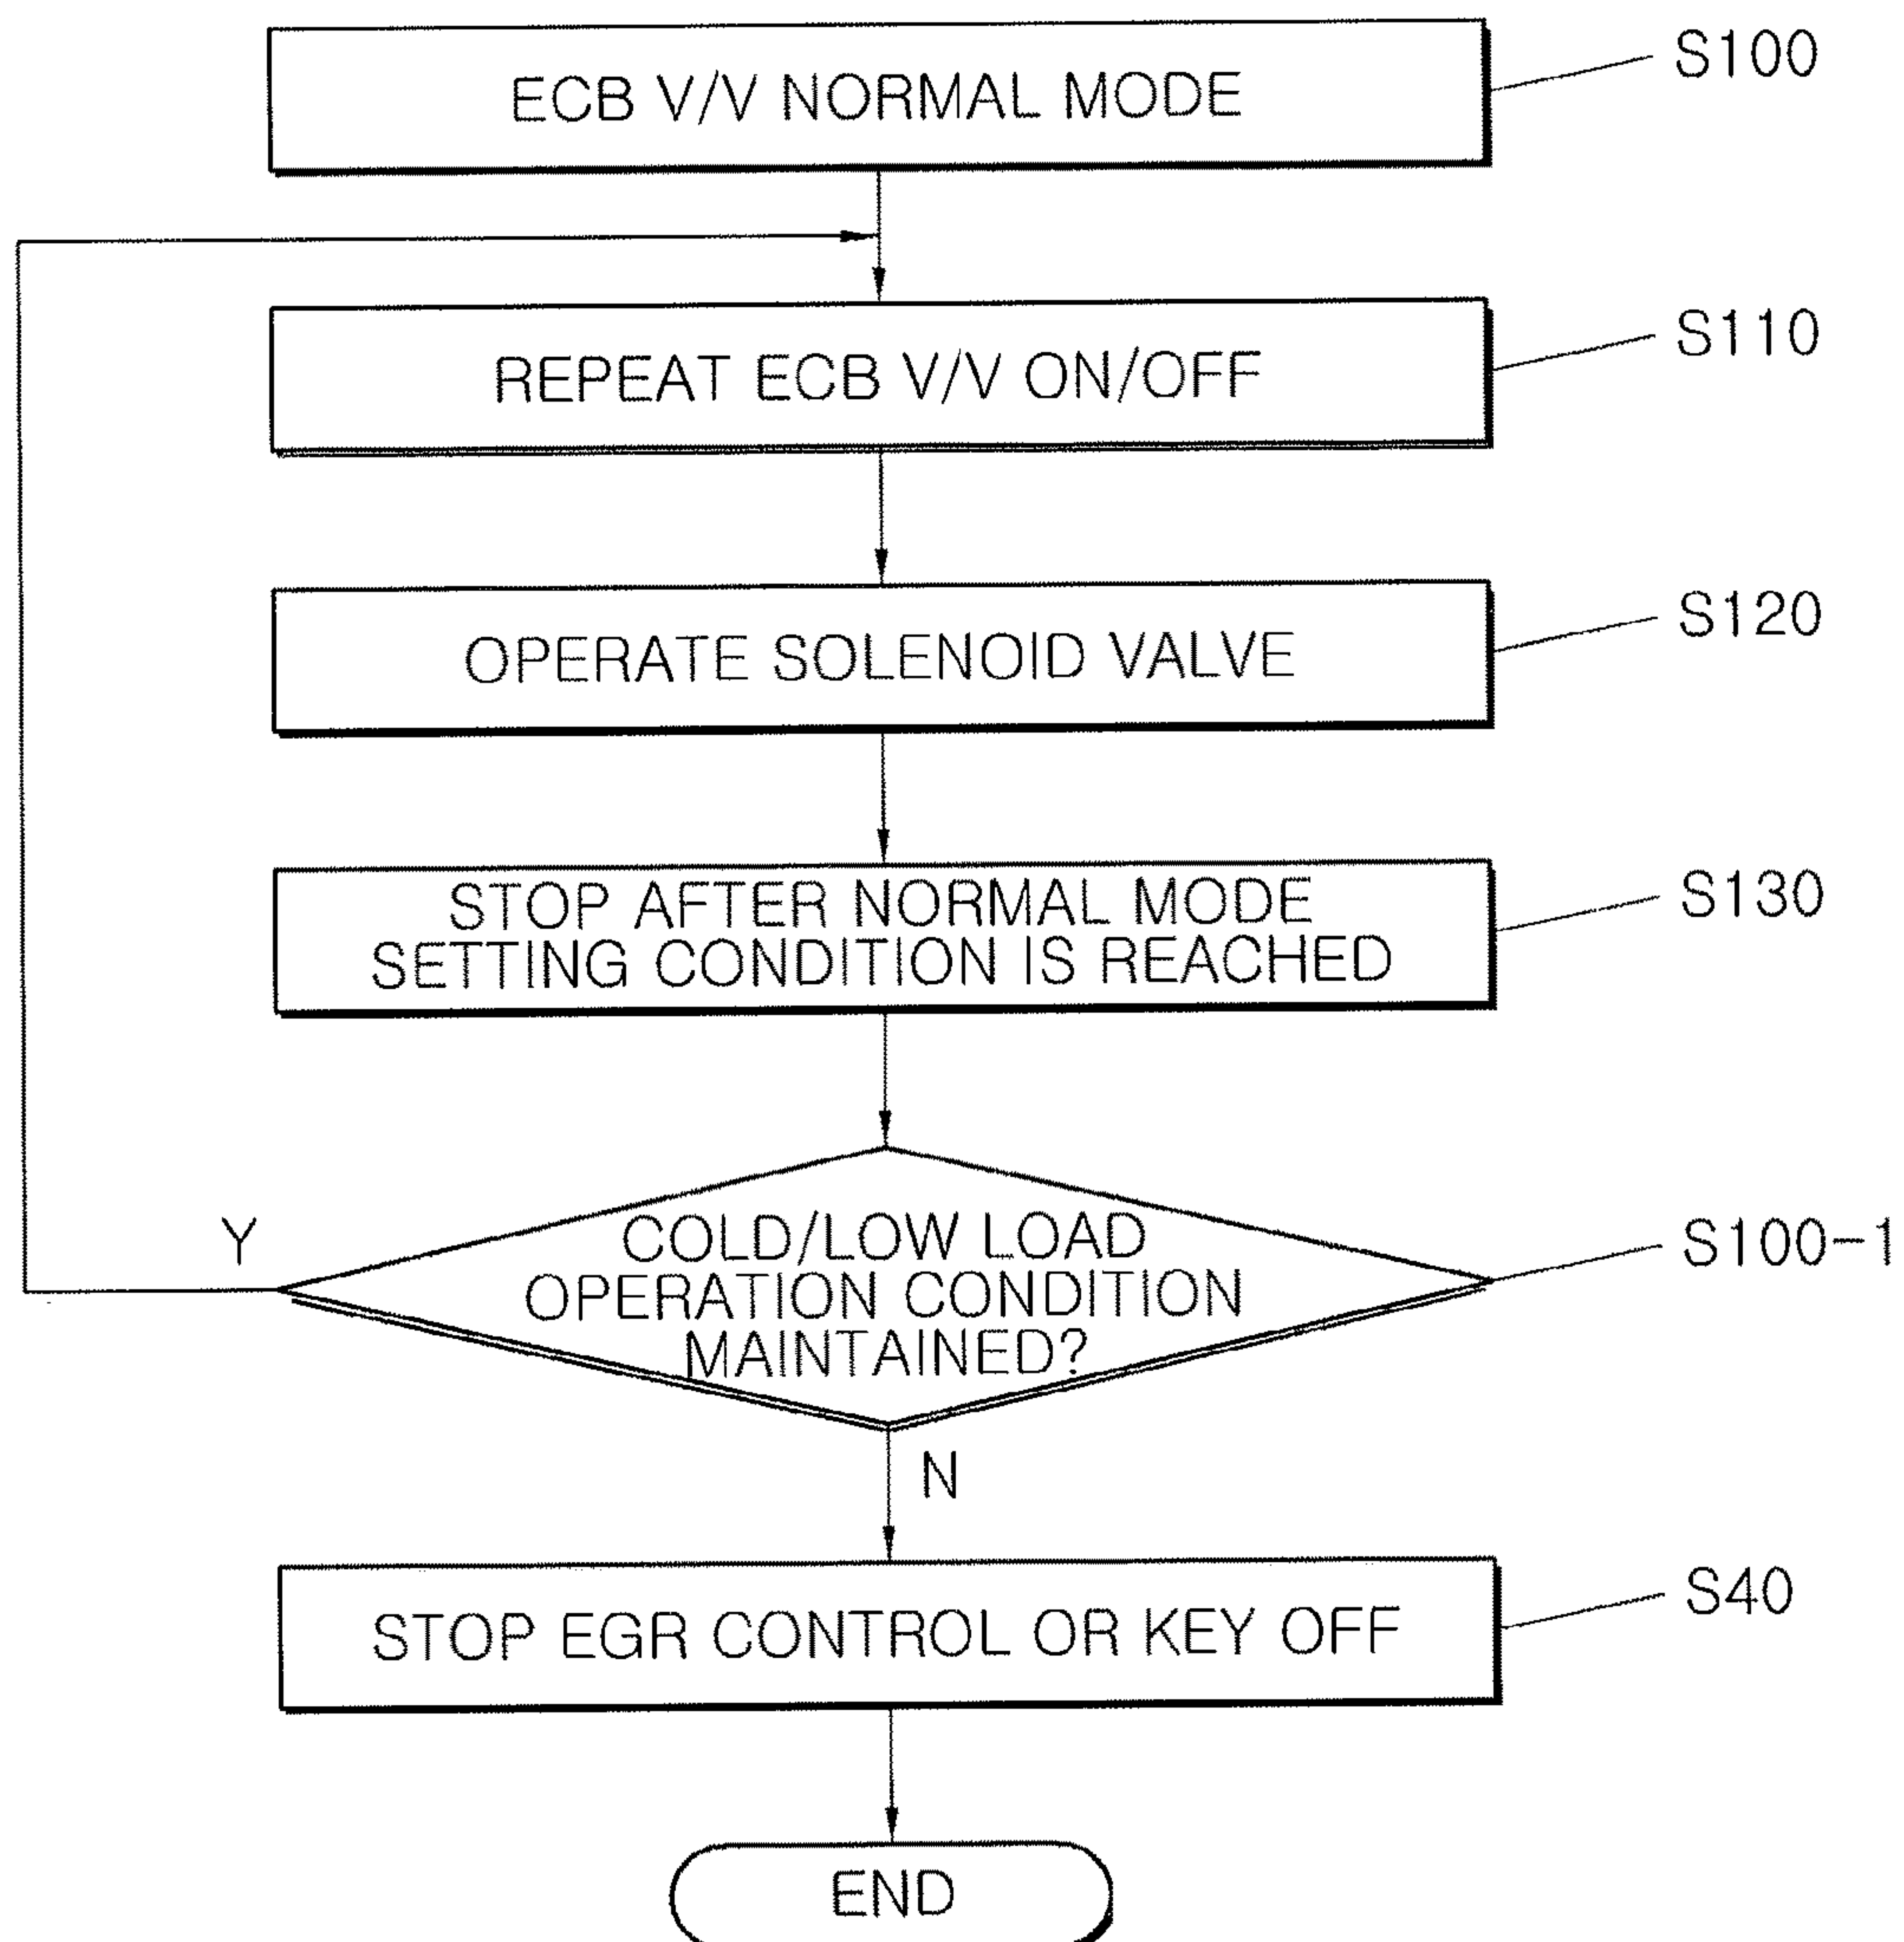 ECB V/V NORMAL MODE
S100
REPEAT ECB V/V ON/OFF
S110
OPERATE SOLENOID VALVE
S120
STOP AFTER NORMAL MODE
SETTING CONDITION IS REACHED
S130
COLD/LOW LOAD
OPERATION CONDITION
MAINTAINED?
S100-1
Y
N
STOP EGR CONTROL OR KEY OFF
S40
END